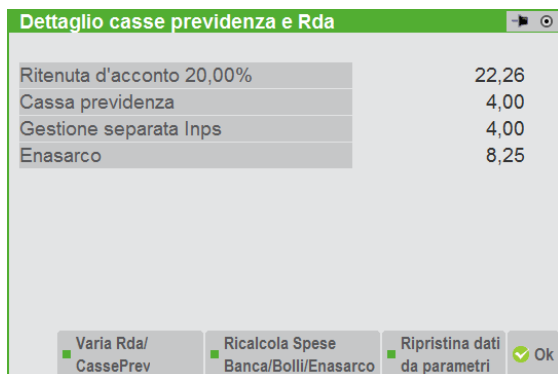 Dettaglio casse previdenza e Rda
Ritenuta d'acconto 20,00% 22,26
Cassa previdenza 4,00
Gestione separata Inps 4,00
Enasarco 8,25
Varia Rda/ Ricalcola Spese Ripristina dati
CassePrev Banca/Bolli/Enasarco da parametri Ok